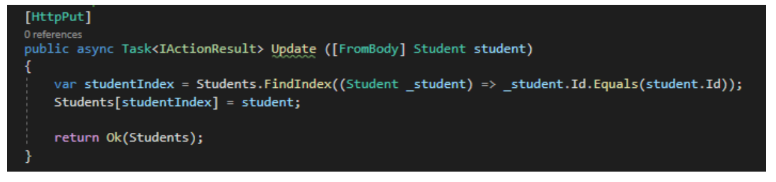 [HttpPut]
0 references
public async Task<IActionResult> Update ([FromBody] Student student)
{
var studentIndex = Students.FindIndex((Student _student) => _student.Id.Equals(student.Id));
Students[studentIndex] = student;
return Ok(Students);
}